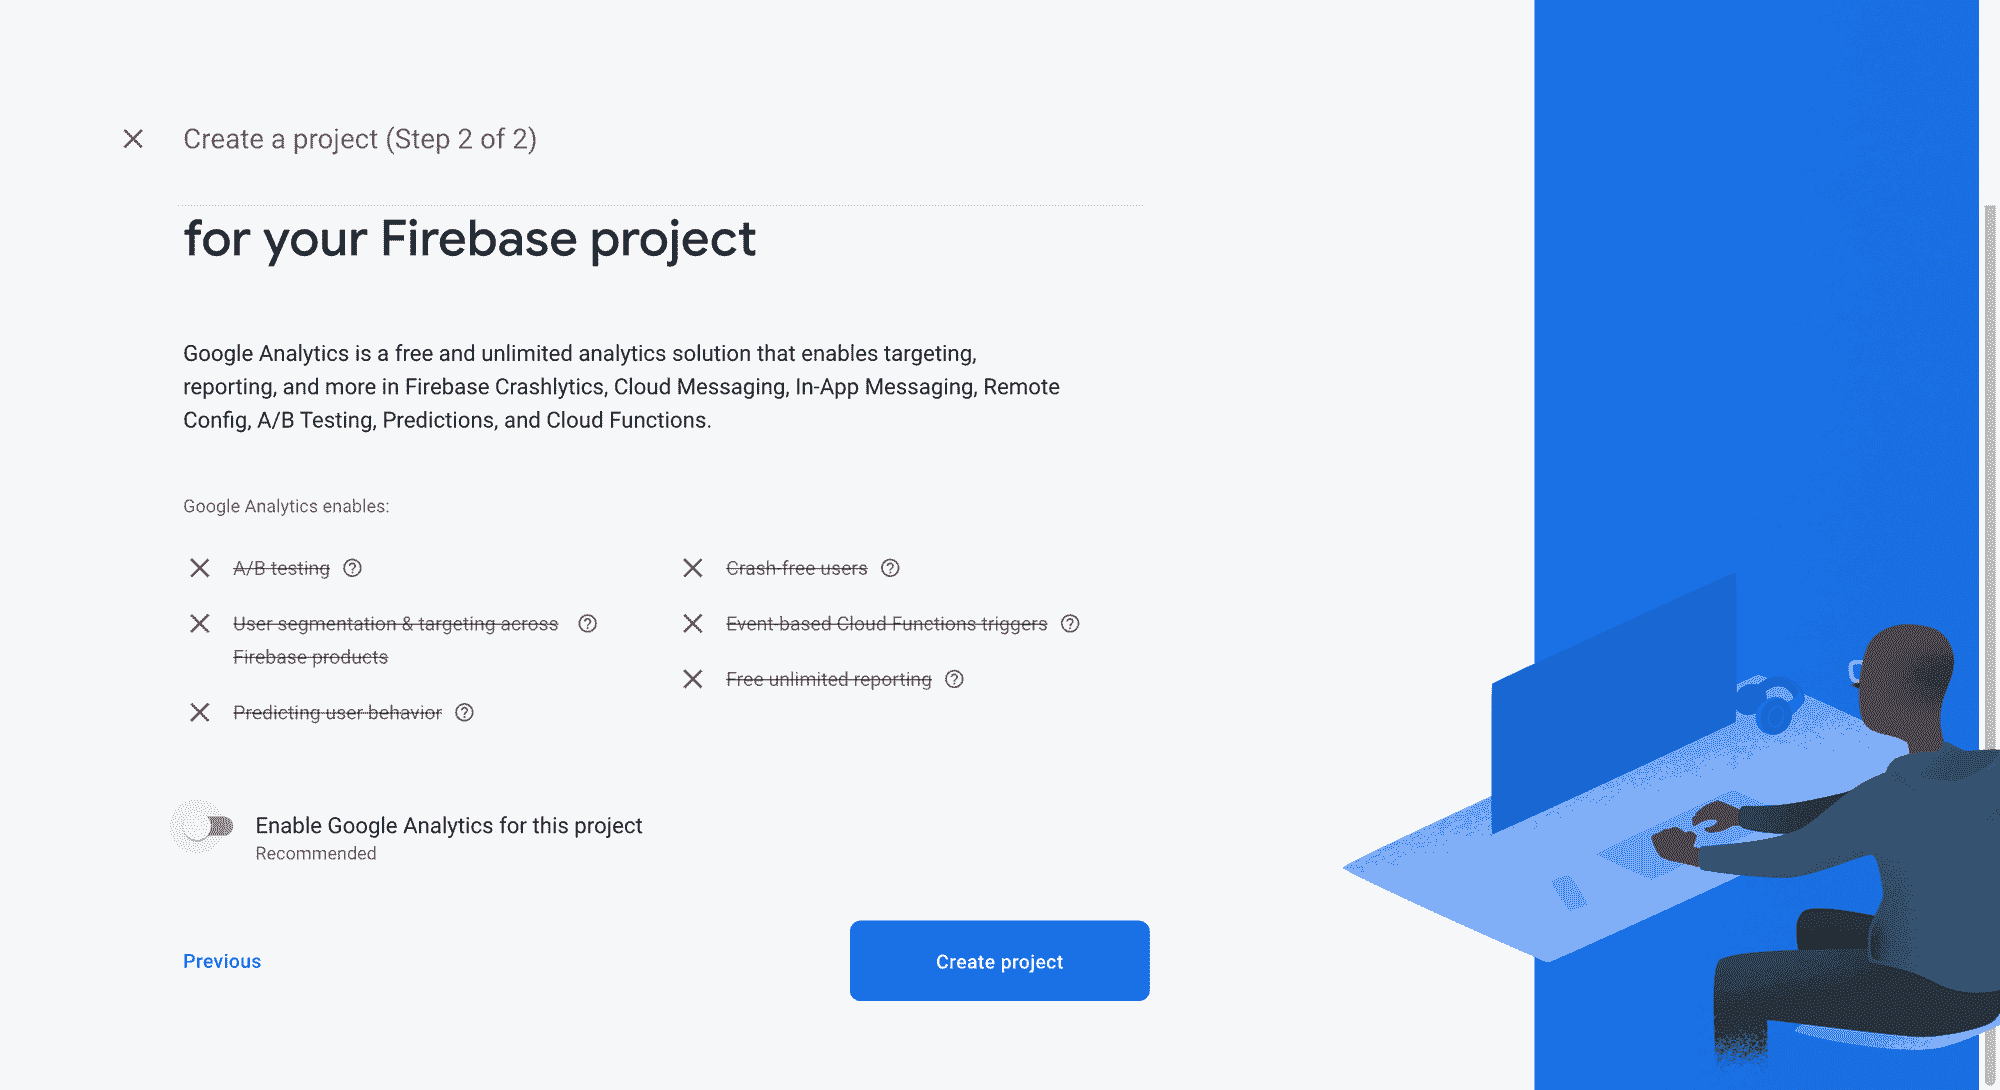 Create a project (Step 2 of 2)
for your Firebase project
Google Analytics is a free and unlimited analytics solution that enables targeting,
reporting, and more in Firebase Crashlytics, Cloud Messaging, In-App Messaging, Remote
Config, A/B Testing, Predictions, and Cloud Functions.
Google Analytics enables:
A/B testing
User segmentation & targeting across
Firebase products
Predicting user behavior
Crash-free users
Event-based Cloud Functions triggers
Free unlimited reporting
Enable Google Analytics for this project
Recommended
Previous
Create project